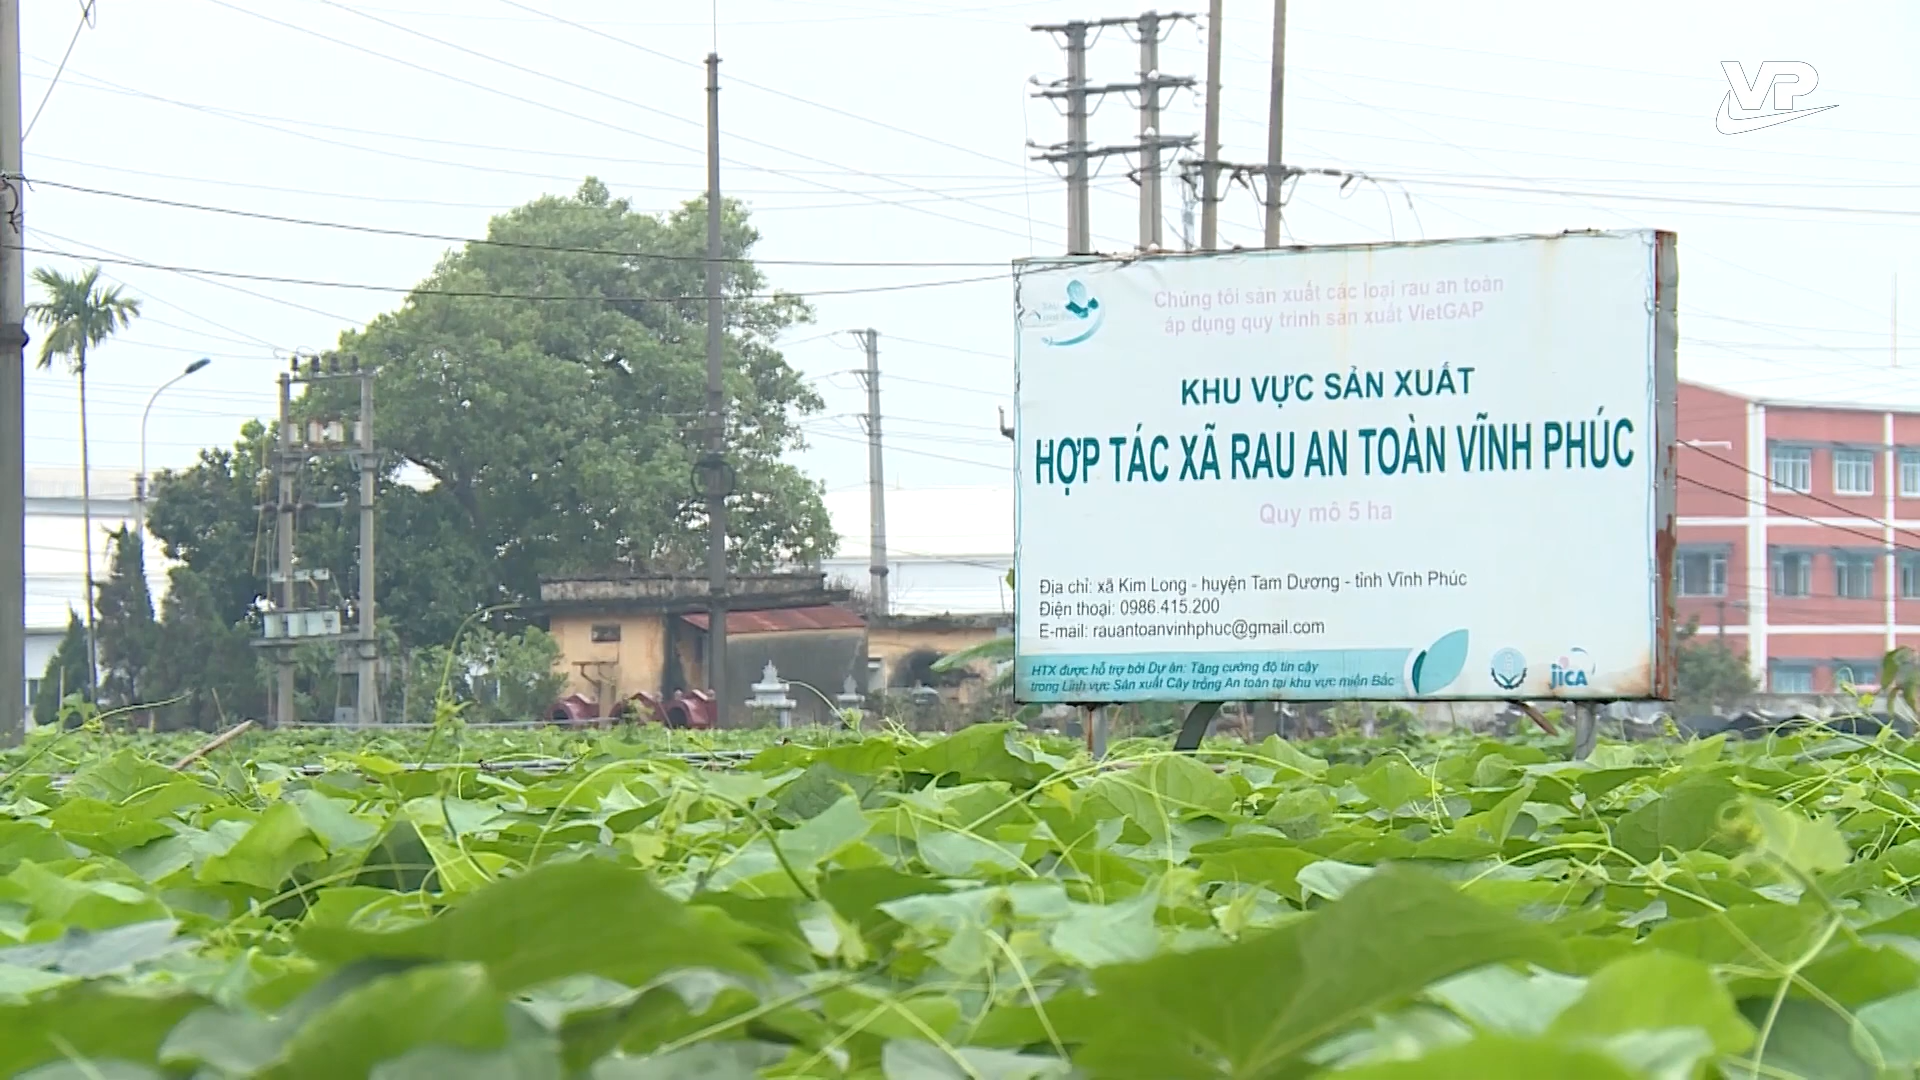 VP
Chúng tôi sản xuất các loại rau an toàn
áp dụng quy trình sản xuất VietGAP
KHU VỰC SẢN XUẤT
HỢP TÁC XÃ RAU AN TOÀN VĨNH PHÚC
Quy mô 5 ha
Địa chỉ: xã Kim Long - huyện Tam Dương - tỉnh Vĩnh Phúc
Điện thoại: 0986.415.200
E-mail: rauantoanvinhphuc@gmail.com
HTX được hỗ trợ bởi Dự án: Tăng cường độ tin cậy
trong Lĩnh vực Sản xuất Cây trồng An toàn tại khu vực miền Bắc
jICA